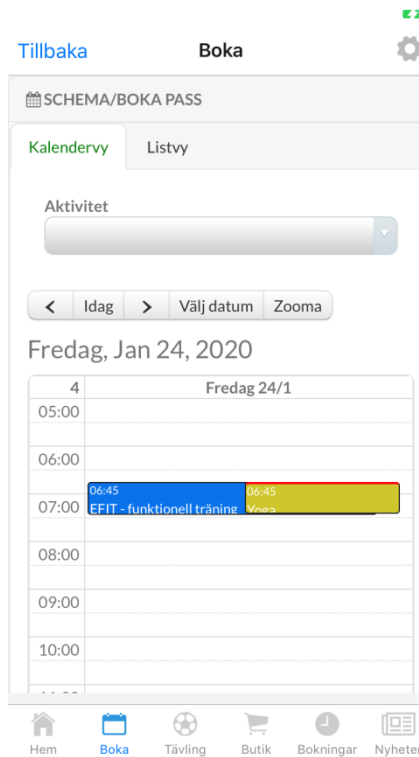 Tillbaka Boka
SCHEMA/BOKA PASS
Kalendervy Listvy
Aktivitet
< Idag > Välj datum Zooma
Fredag, Jan 24, 2020
4 Fredag 24/1
05:00
06:00
06:45 06:45
07:00 EFIT - funktionell träning Yoga
08:00
09:00
10:00
Hem Boka Tävling Butik Bokningar Nyheter